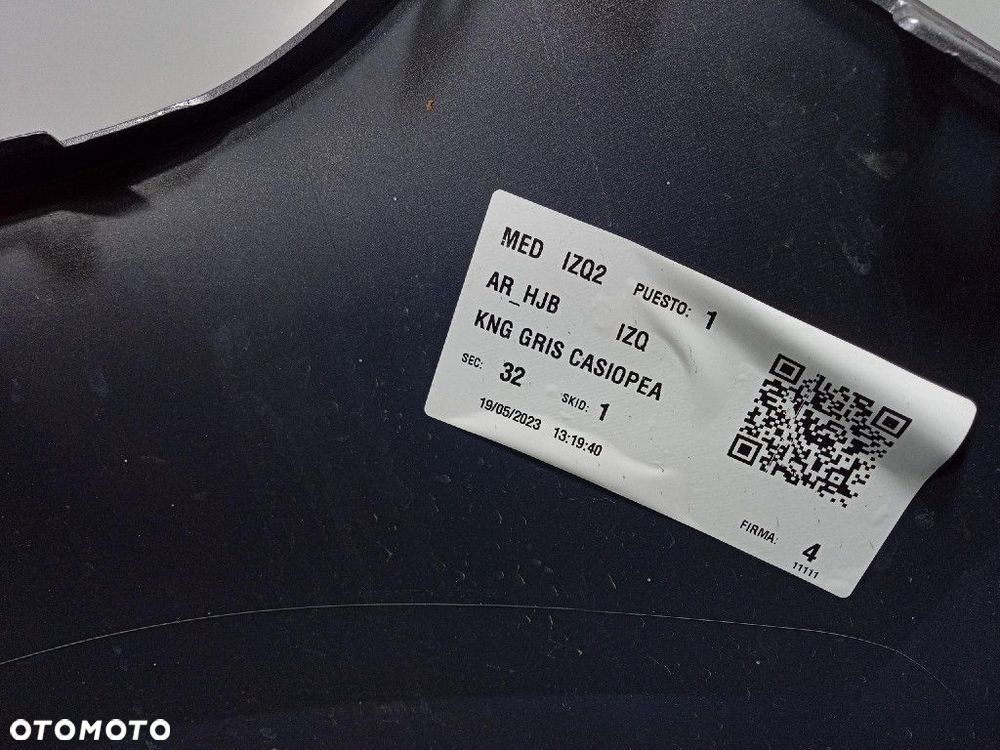 MED IZQ2 PUESTO: 1
AR_HJB IZQ
KNG GRIS CASIOPEA
SEC: 32 SKID: 1
19/05/2023 13:19:40
FIRMA: 4
11111
OTOMOTO